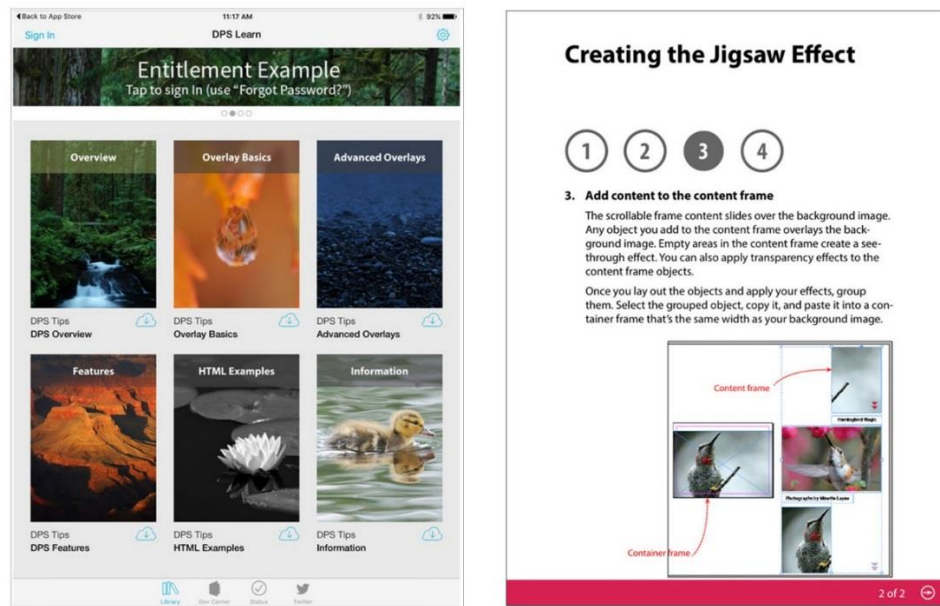 Back to App Store
11:17 AM
92%
Sign In
DPS Learn
Entitlement Example
Tap to sign In (use "Forgot Password?")
Overview
Overlay Basics
Advanced Overlays
DPS Tips
DPS Overview
DPS Tips
Overlay Basics
DPS Tips
Advanced Overlays
Features
HTML Examples
Information
DPS Tips
DPS Features
DPS Tips
HTML Examples
DPS Tips
Information
Library
Dev Center
Status
Twitter
Creating the Jigsaw Effect
1 2 3 4
3. Add content to the content frame
The scrollable frame content slides over the background image.
Any object you add to the content frame overlays the back-
ground image. Empty areas in the content frame create a see-
through effect. You can also apply transparency effects to the
content frame objects.
Once you lay out the objects and apply your effects, group
them. Select the grouped object, copy it, and paste it into a con-
tainer frame that's the same width as your background image.
Content frame
Hummingbird Magic
Photographs by Minette Layne
Container frame
2 of 2